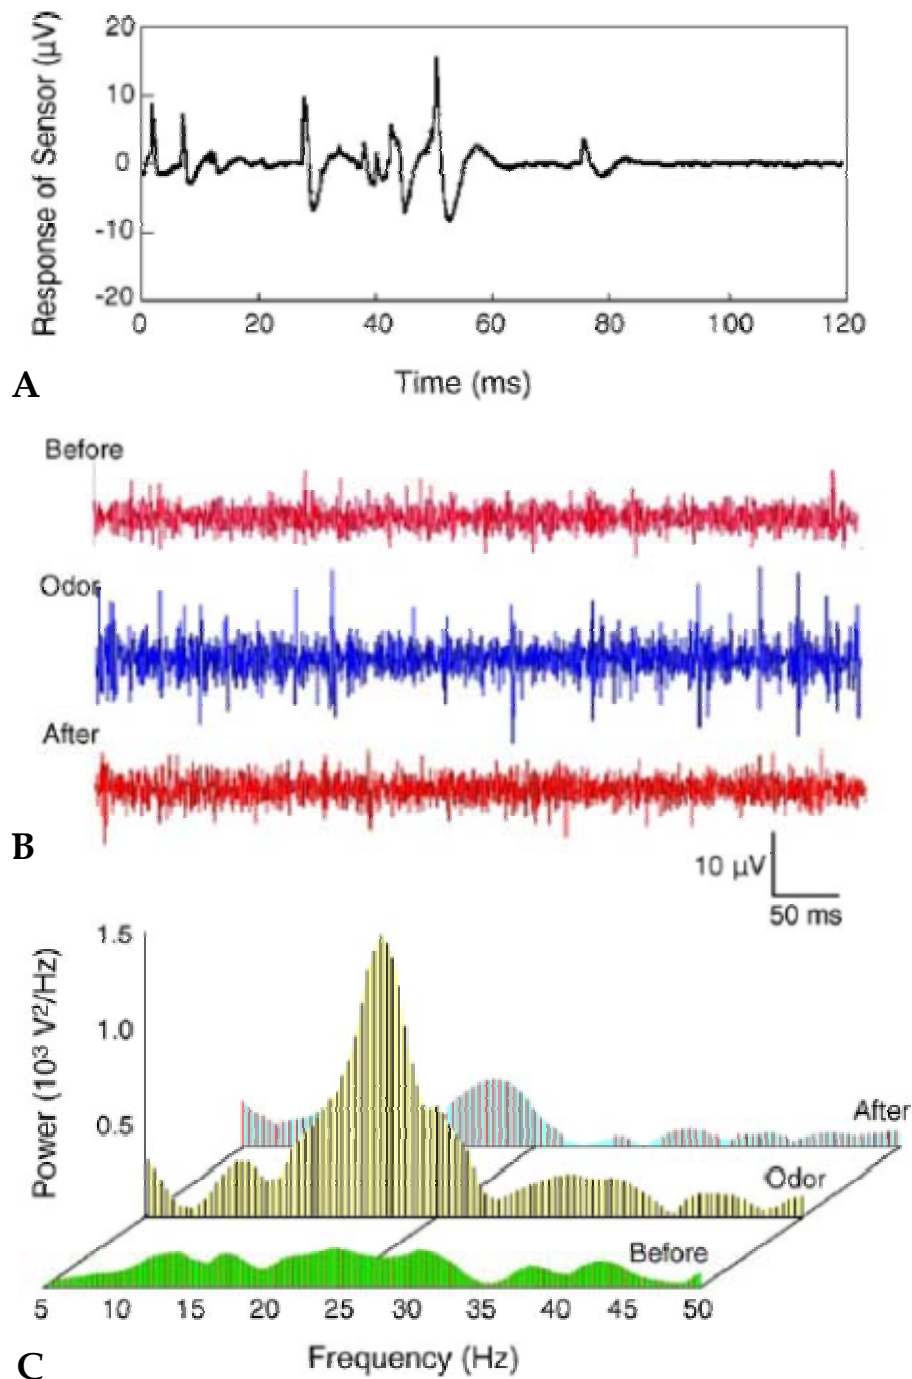 Response of Sensor (µV)
20
10
0
-10
-20
0 20 40 60 80 100 120
Time (ms)
A
Before
Odor
After
B
10 µV
50 ms
Power (10³ V²/Hz)
1.5
1.0
0.5
After
Odor
Before
5 10 15 20 25 30 35 40 45 50
Frequency (Hz)
C